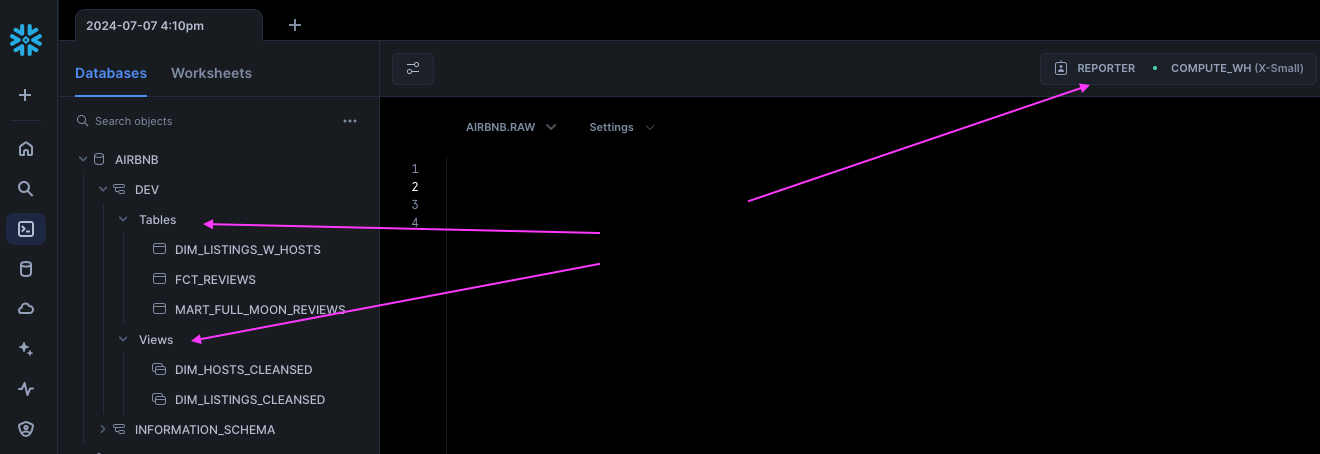 2024-07-07 4:10pm
Databases Worksheets
REPORTER COMPUTE_WH (X-Small)
Search objects
AIRBNB.RAW Settings
AIRBNB
1
DEV
2
3
Tables
4
DIM_LISTINGS_W_HOSTS
FCT_REVIEWS
MART_FULL_MOON_REVIEWS
Views
DIM_HOSTS_CLEANSED
DIM_LISTINGS_CLEANSED
INFORMATION_SCHEMA